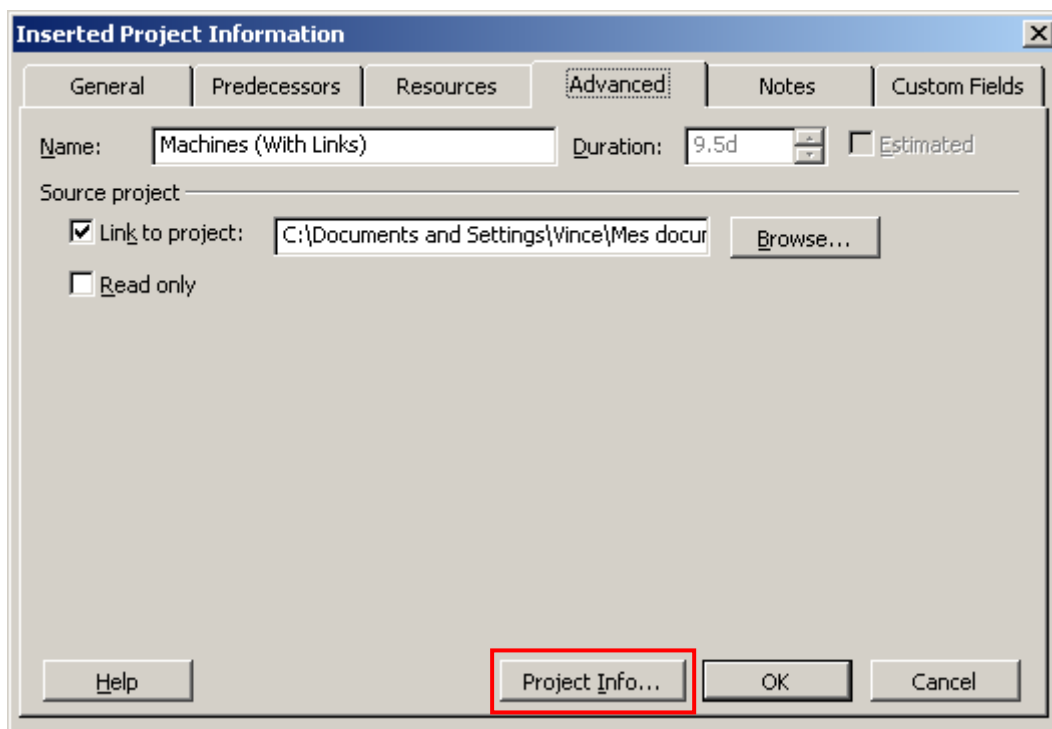 Inserted Project Information
General Predecessors Resources Advanced Notes Custom Fields
Name: Machines (With Links) Duration: 9.5d Estimated
Source project
Link to project: C:\Documents and Settings\Vince\Mes docur Browse...
Read only
Help Project Info... OK Cancel